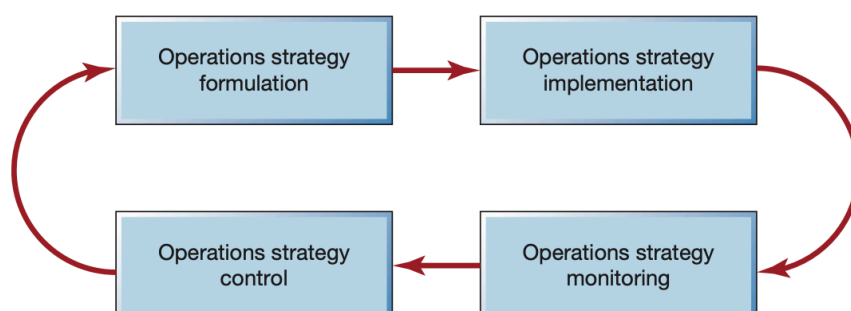 Operations strategy
formulation
Operations strategy
implementation
Operations strategy
control
Operations strategy
monitoring